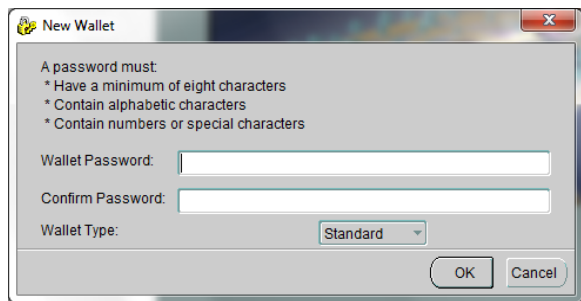 New Wallet
A password must:
* Have a minimum of eight characters
* Contain alphabetic characters
* Contain numbers or special characters
Wallet Password:
Confirm Password:
Wallet Type: Standard
OK Cancel